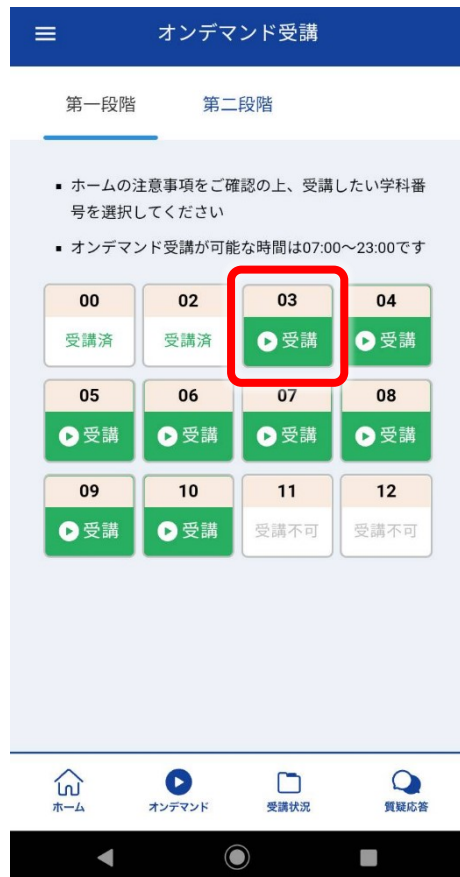 オンデマンド受講
第一段階 第二段階
▪ ホームの注意事項をご確認の上、受講したい学科番
号を選択してください
▪ オンデマンド受講が可能な時間は07:00～23:00です
00 02 03 04
受講済 受講済 受講 受講
05 06 07 08
受講 受講 受講 受講
09 10 11 12
受講 受講 受講不可 受講不可
ホーム オンデマンド 受講状況 質疑応答